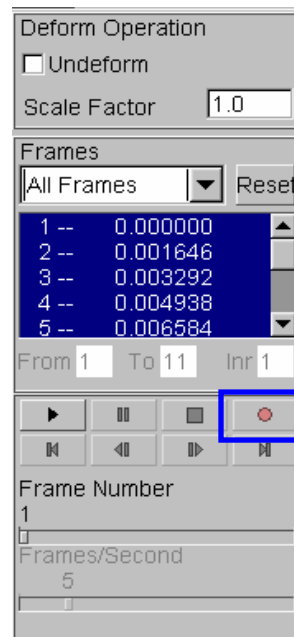 Deform Operation
Undeform
Scale Factor 1.0
Frames
All Frames Reset
1 -- 0.000000
2 -- 0.001646
3 -- 0.003292
4 -- 0.004938
5 -- 0.006584
From 1 To 11 Inr 1
Frame Number
1
Frames/Second
5